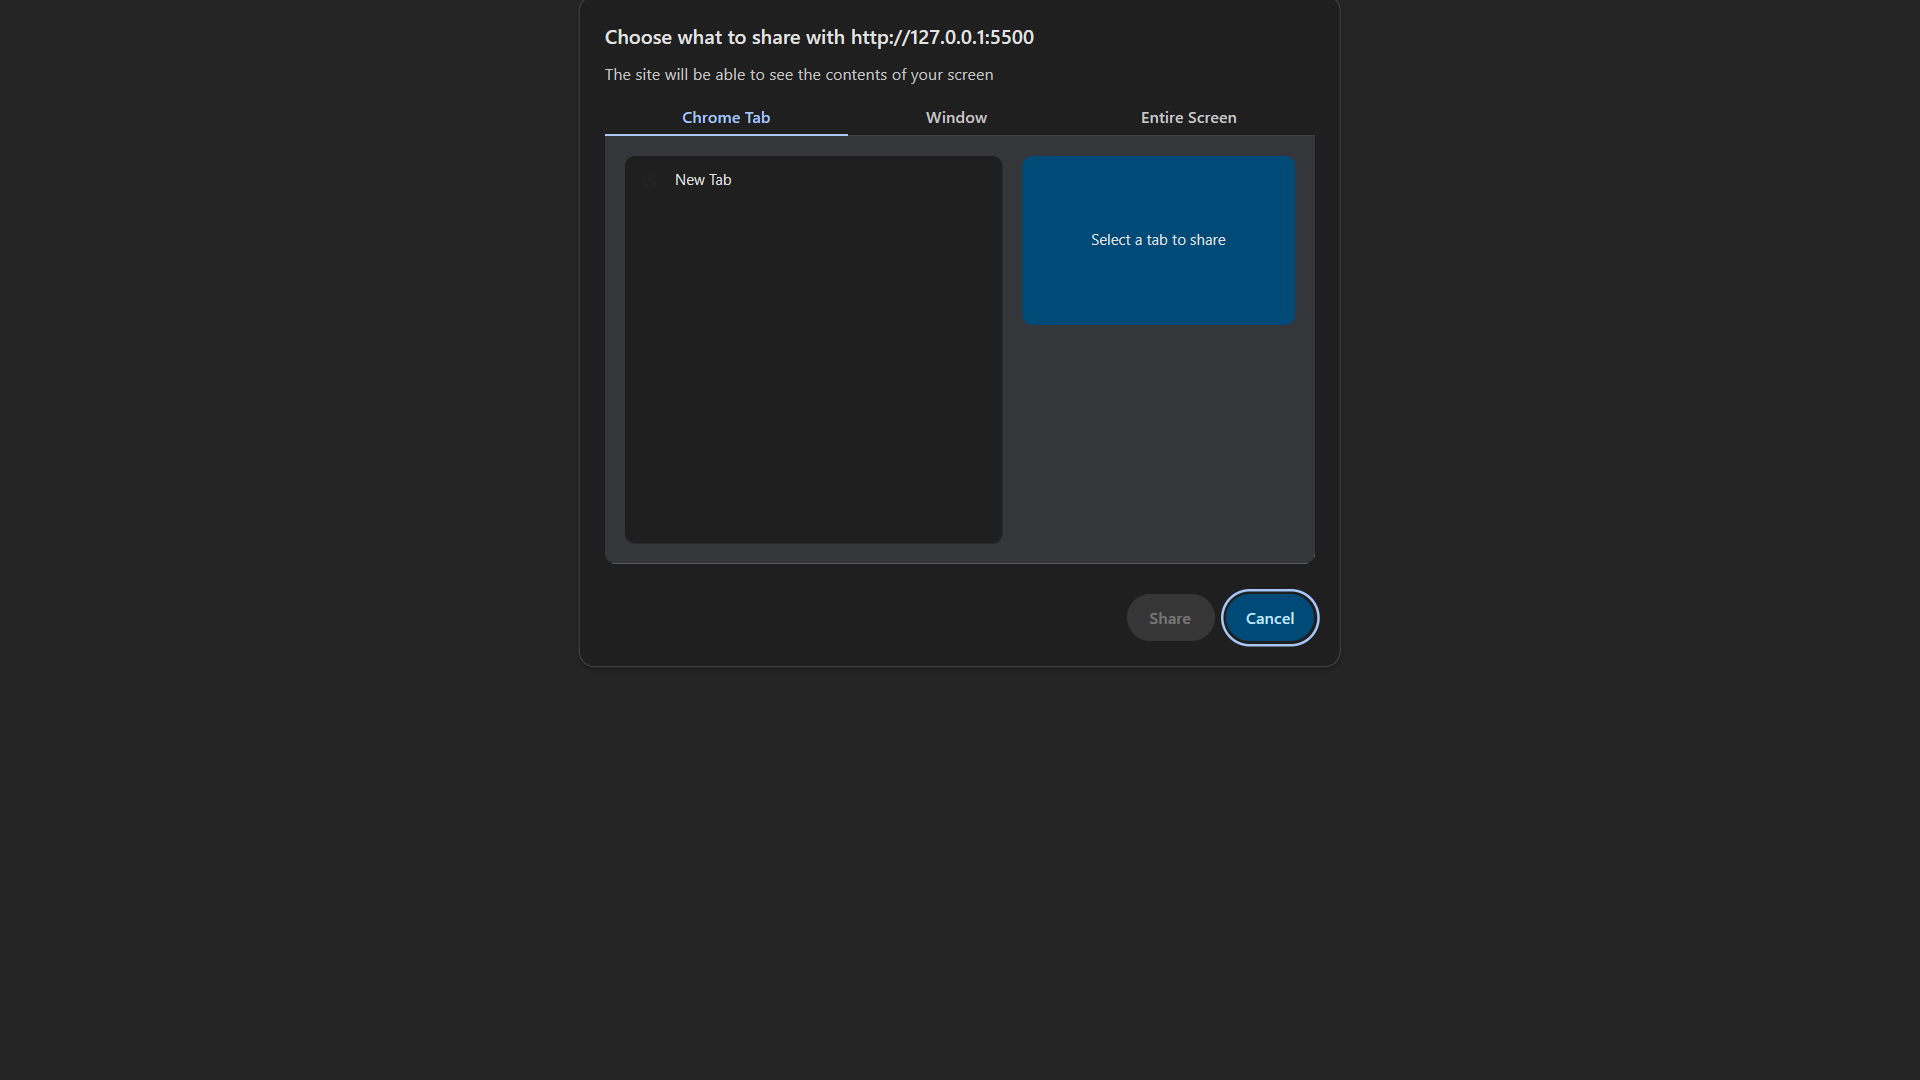 Choose what to share with http://127.0.0.1:5500
The site will be able to see the contents of your screen
Chrome Tab
Window
Entire Screen
New Tab
Select a tab to share
Share
Cancel